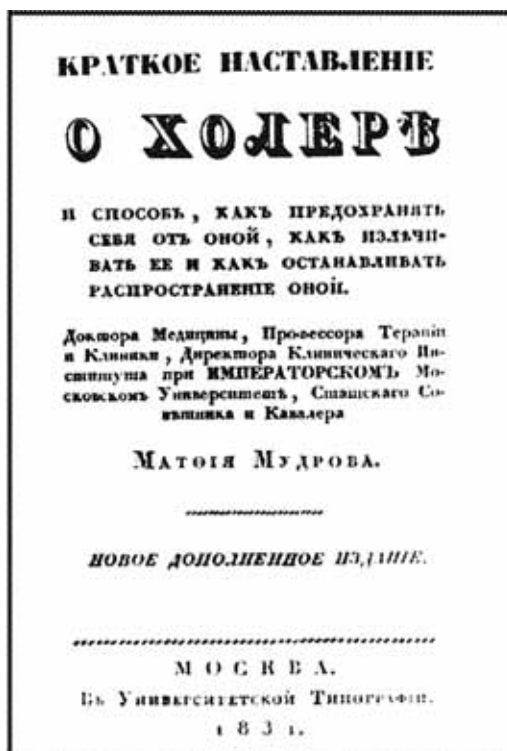 КРАТКОЕ НАСТАВЛЕНІЕ
О ХОЛЕРѢ
И СПОСОБЪ, КАКЪ ПРЕДОХРАНЯТЬ
СЕБЯ ОТЪ ОНОЙ, КАКЪ ИЗЛѢЧИ-
ВАТЬ ЕЕ И КАКЪ ОСТАНАВЛИВАТЬ
РАСПРОСТРАНЕНІЕ ОНОЙ.
Доктора Медицины, Профессора Терапіи
и Клиники, Директора Клиническаго Ин-
ститута при ИМПЕРАТОРСКОМЪ Мо-
сковскомъ Университетѣ, Статскаго Со-
вѣтника и Кавалера
МАТѲІЯ МУДРОВА.
НОВОЕ ДОПОЛНЕННОЕ ИЗДАНІЕ.
МОСКВА.
Въ Университетской Типографіи.
1831.